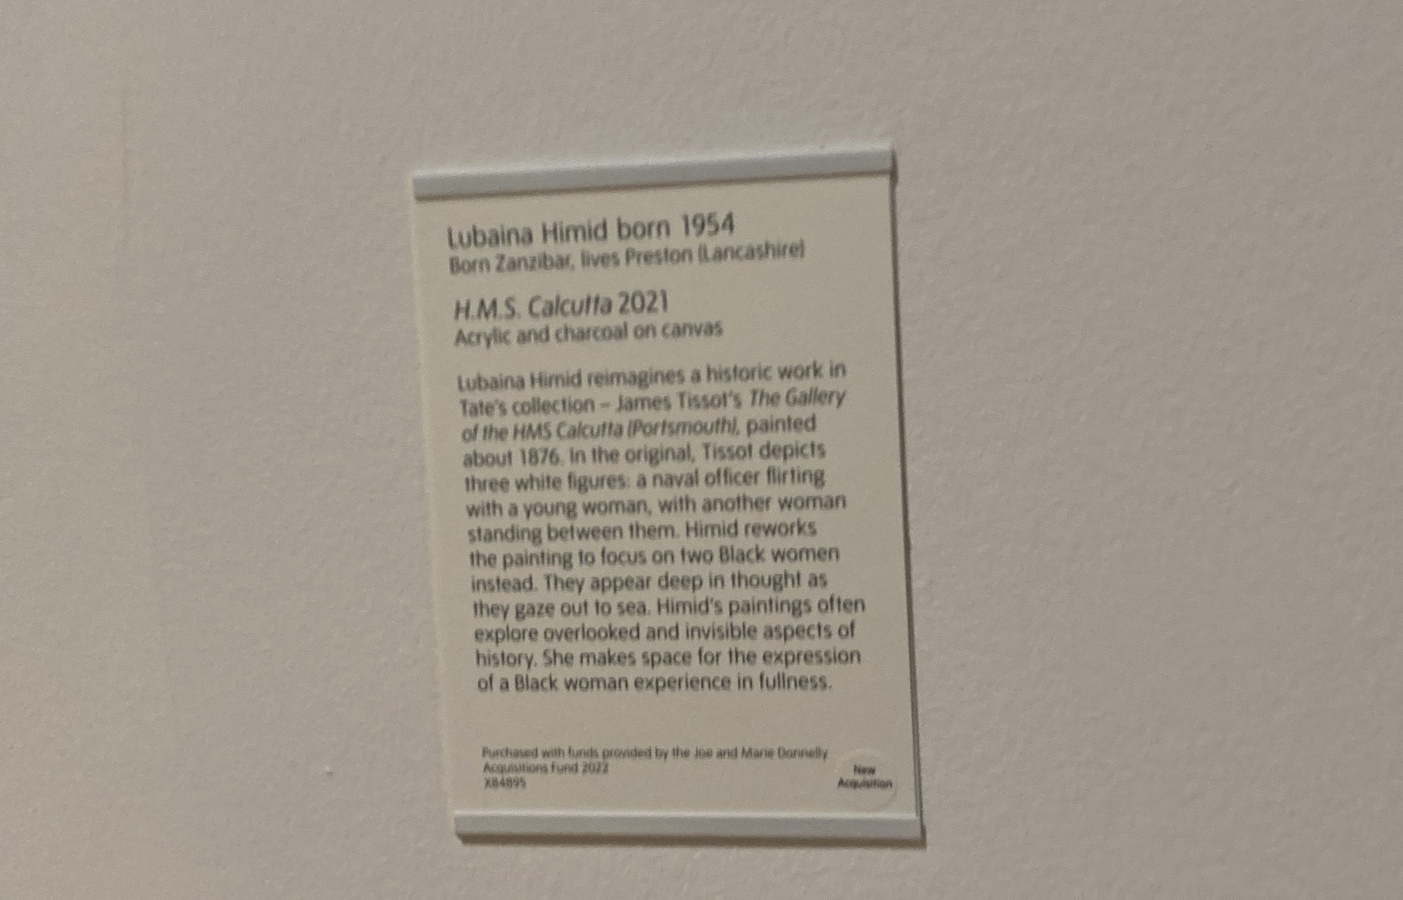 Lubaina Himid born 1954
Born Zanzibar, lives Preston (Lancashire)
H.M.S. Calcutta 2021
Acrylic and charcoal on canvas
Lubaina Himid reimagines a historic work in
Tate's collection – James Tissot's The Gallery
of the HMS Calcutta (Portsmouth), painted
about 1876. In the original, Tissot depicts
three white figures: a naval officer flirting
with a young woman, with another woman
standing between them. Himid reworks
the painting to focus on two Black women
instead. They appear deep in thought as
they gaze out to sea. Himid's paintings often
explore overlooked and invisible aspects of
history. She makes space for the expression
of a Black woman experience in fullness.
Purchased with funds provided by the Joe and Marie Donnelly
Acquisitions Fund 2022
X84895
New
Acquisition